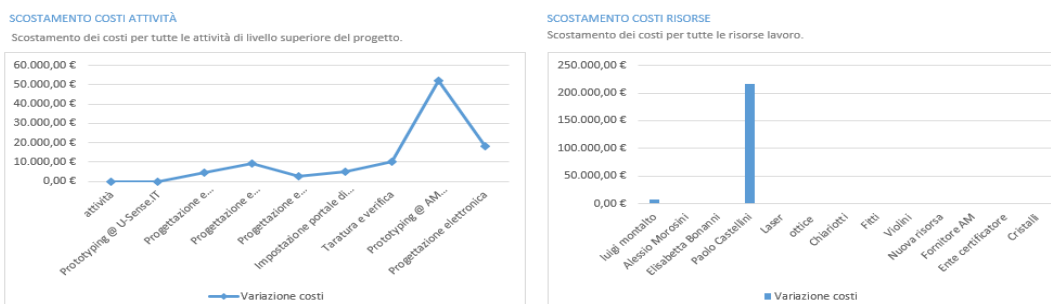 SCOSTAMENTO COSTI ATTIVITÀ
Scostamento dei costi per tutte le attività di livello superiore del progetto.
60.000,00 €
50.000,00 €
40.000,00 €
30.000,00 €
20.000,00 €
10.000,00 €
0,00 €
attività
Prototyping @ U-Sense.IT
Progettazione e...
Progettazione e...
Progettazione e...
Impostazione portale di...
Taratura e verifica
Prototyping @ AM...
Progettazione elettronica
Variazione costi
SCOSTAMENTO COSTI RISORSE
Scostamento dei costi per tutte le risorse lavoro.
250.000,00 €
200.000,00 €
150.000,00 €
100.000,00 €
50.000,00 €
0,00 €
luigi montalto
Alessio Morosini
Elisabetta Bonanni
Paolo Castellini
Laser
ottice
Chiariotti
Fitti
Violini
Nuova risorsa
Fornitore AM
Ente certificatore
Cristalli
Variazione costi